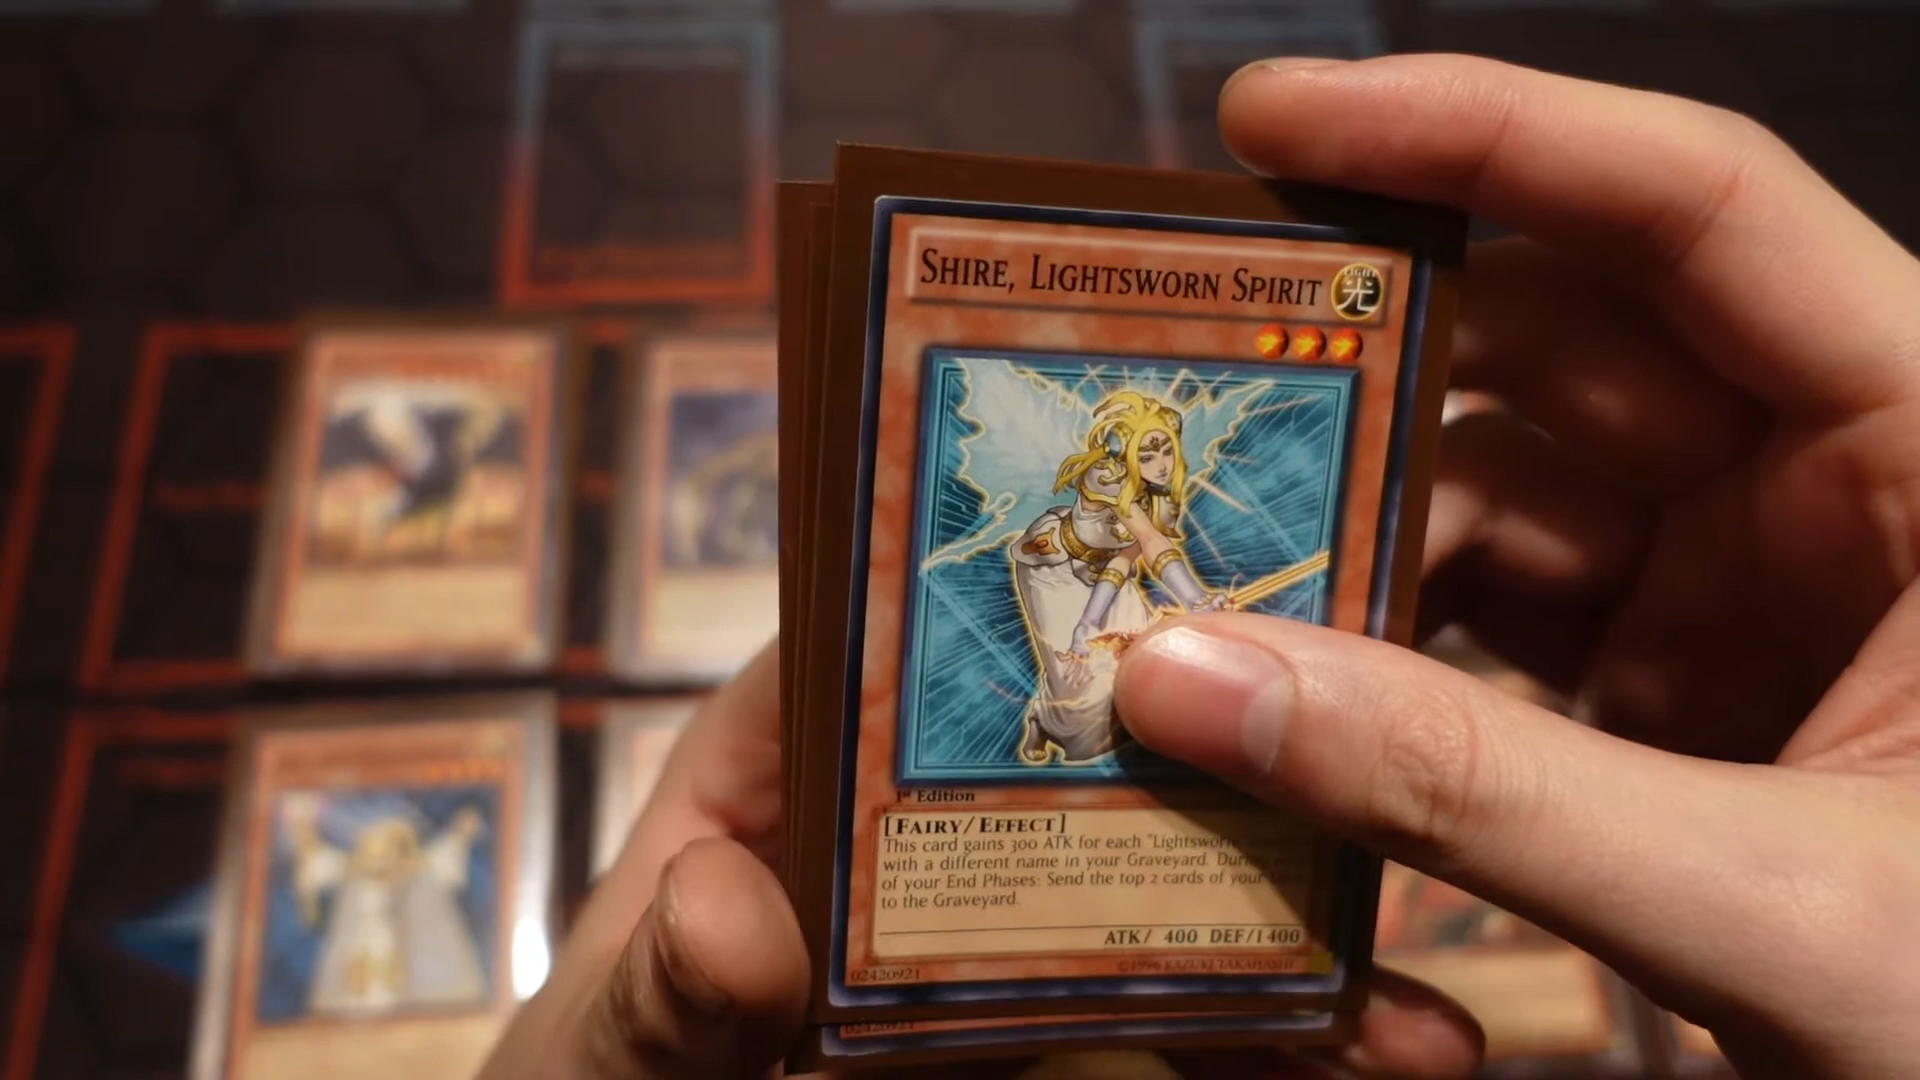 SHIRE, LIGHTSWORN SPIRIT
LIGHT
光
1st Edition
[FAIRY/EFFECT]
This card gains 300 ATK for each "Lightsworn
with a different name in your Graveyard. During
of your End Phases: Send the top 2 cards of your
to the Graveyard.
ATK/ 400 DEF/1400
02420921
©1996 KAZUKI TAKAHASHI
02420921